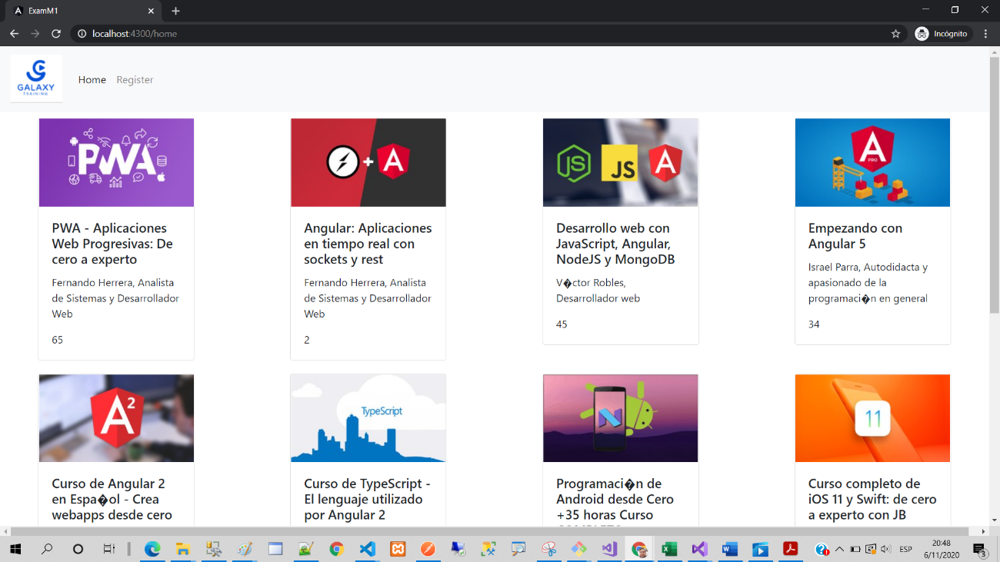 ExamM1
localhost:4300/home
Incógnito
GALAXY
TRAINING
Home
Register
PWA
+
JS
JS
A
PRO
PWA - Aplicaciones
Web Progresivas: De
cero a experto
Fernando Herrera, Analista
de Sistemas y Desarrollador
Web
65
Angular: Aplicaciones
en tiempo real con
sockets y rest
Fernando Herrera, Analista
de Sistemas y Desarrollador
Web
2
Desarrollo web con
JavaScript, Angular,
NodeJS y MongoDB
V�ctor Robles,
Desarrollador web
45
Empezando con
Angular 5
Israel Parra, Autodidacta y
apasionado de la
programaci�n en general
34
A2
TypeScript
N
11
Curso de Angular 2
en Espa�ol - Crea
webapps desde cero
Curso de TypeScript -
El lenguaje utilizado
por Angular 2
Programaci�n de
Android desde Cero
+35 horas Curso
Curso completo de
iOS 11 y Swift: de cero
a experto con JB
ESP
20:48
6/11/2020
3